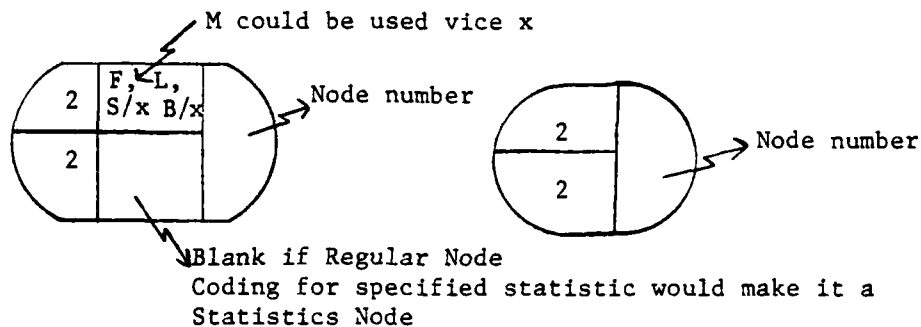 M could be used vice x
F, L,
S/x B/x
2
2
Node number
2
2
Node number
Blank if Regular Node
Coding for specified statistic would make it a
Statistics Node